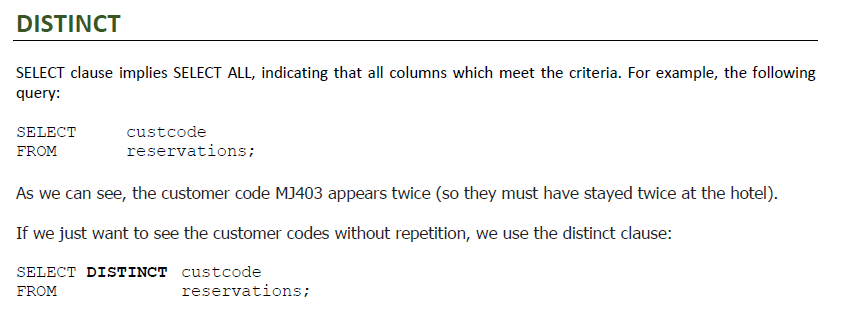 DISTINCT
SELECT clause implies SELECT ALL, indicating that all columns which meet the criteria. For example, the following
query:
SELECT custcode
FROM reservations;
As we can see, the customer code MJ403 appears twice (so they must have stayed twice at the hotel).
If we just want to see the customer codes without repetition, we use the distinct clause:
SELECT DISTINCT custcode
FROM reservations;